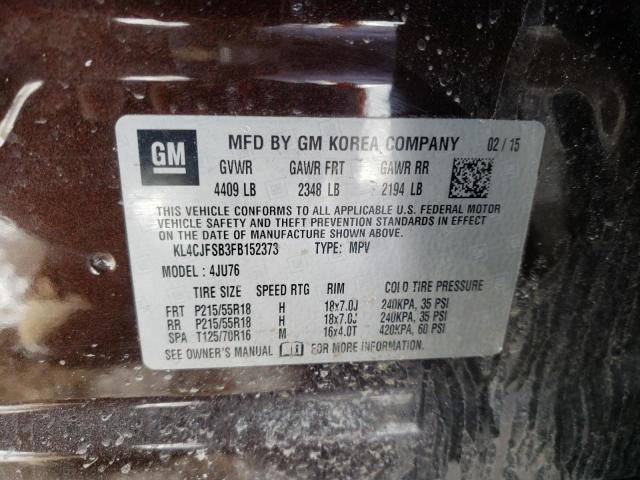 GM
MFD BY GM KOREA COMPANY 02/15
GVWR GAWR FRT GAWR RR
4409 LB 2348 LB 2194 LB
THIS VEHICLE CONFORMS TO ALL APPLICABLE U.S. FEDERAL MOTOR
VEHICLE SAFETY AND THEFT PREVENTION STANDARDS IN EFFECT
ON THE DATE OF MANUFACTURE SHOWN ABOVE.
KL4CJFSB3FB152373 TYPE: MPV
MODEL : 4JU76
TIRE SIZE SPEED RTG RIM COLD TIRE PRESSURE
FRT P215/55R18 H 18x7.0J 240KPA, 35 PSI
RR P215/55R18 H 18x7.0J 240KPA, 35 PSI
SPA T125/70R16 M 16x4.0T 420KPA, 60 PSI
SEE OWNER'S MANUAL FOR MORE INFORMATION.